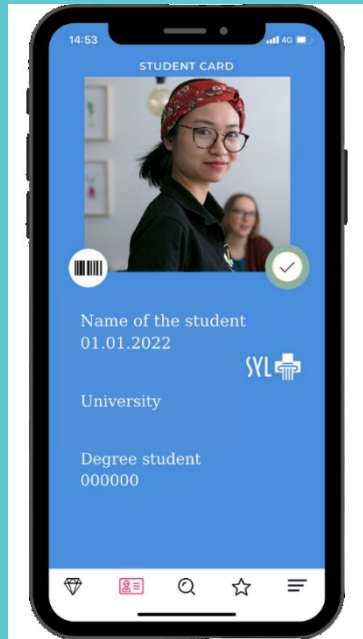 14:53
4G
STUDENT CARD
Name of the student
01.01.2022
SYL
University
Degree student
000000